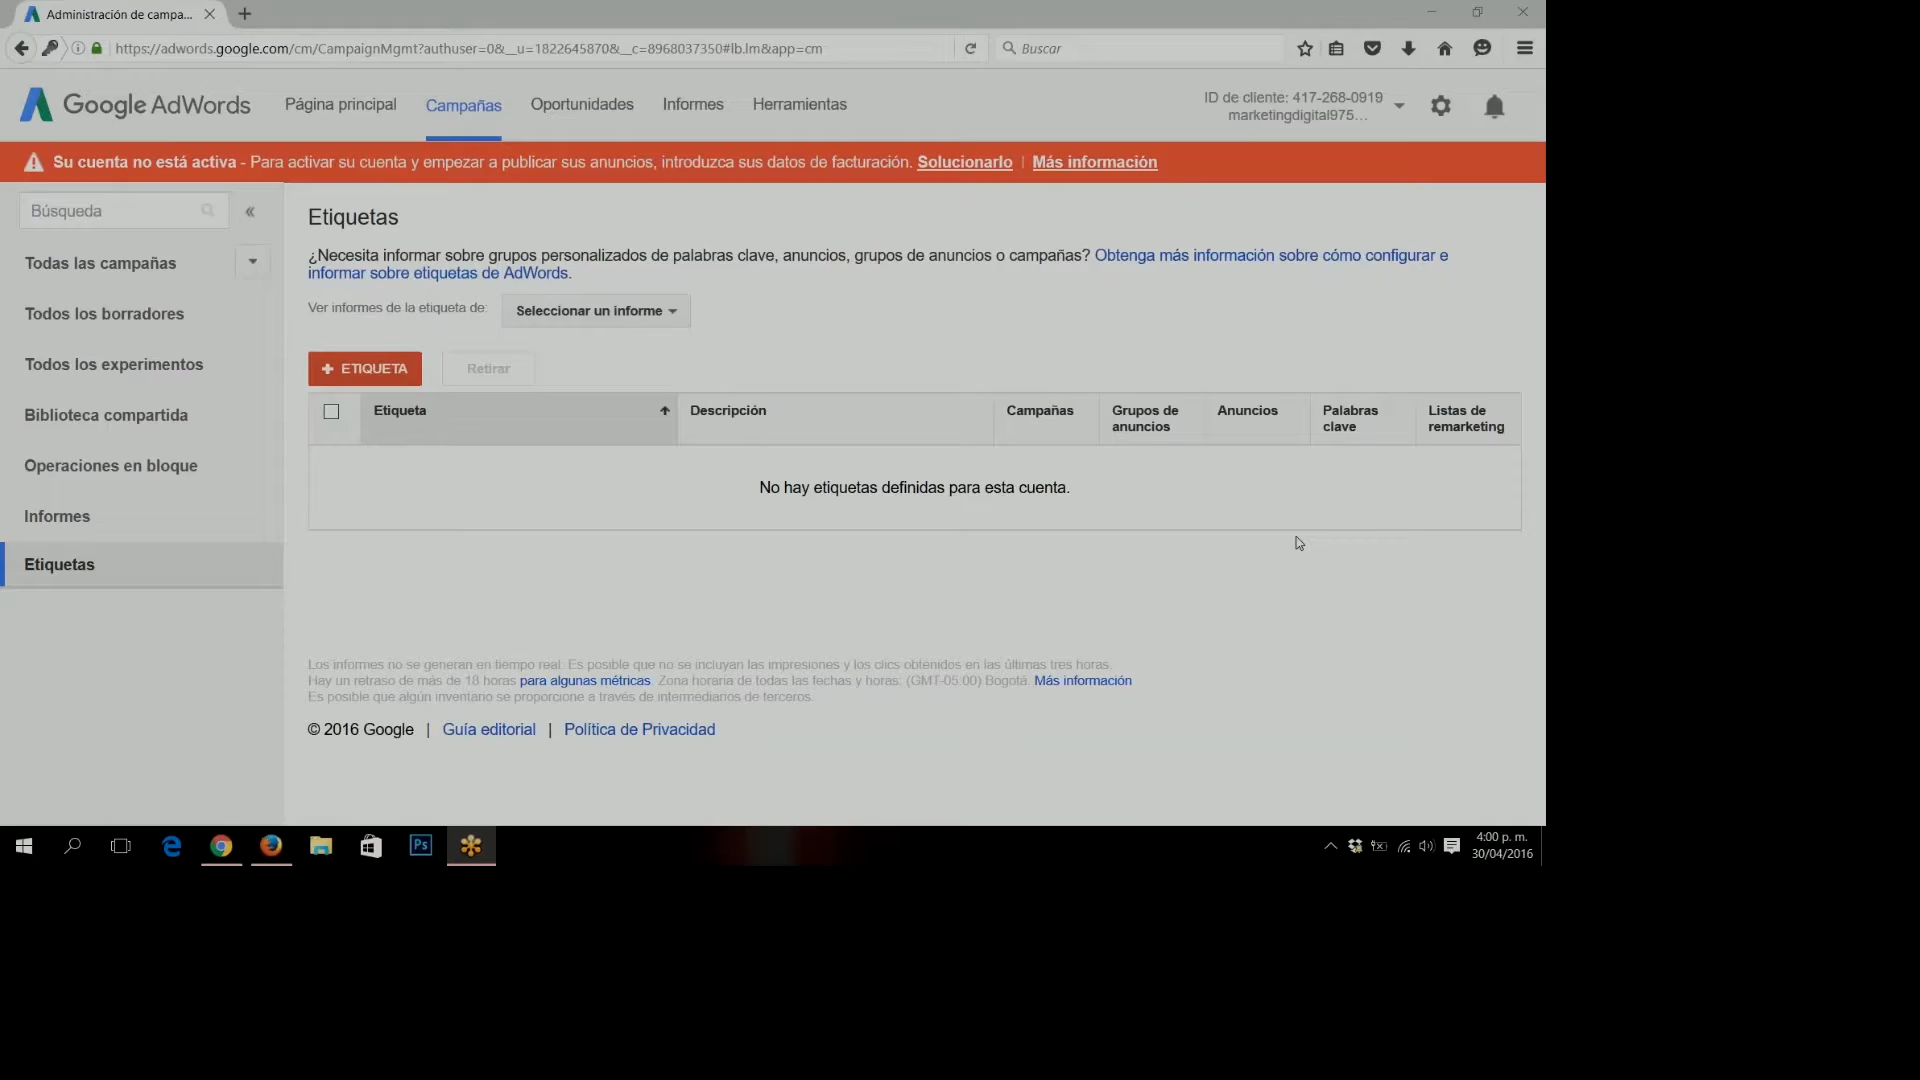 Administración de campa...
https://adwords.google.com/cm/CampaignMgmt?authuser=0&__u=1822645870&__c=8968037350#lb.lm&app=cm
Buscar
Google AdWords
Página principal
Campañas
Oportunidades
Informes
Herramientas
ID de cliente: 417-268-0919
marketingdigital975...
Su cuenta no está activa - Para activar su cuenta y empezar a publicar sus anuncios, introduzca sus datos de facturación. Solucionarlo | Más información
Búsqueda
«
Todas las campañas
Todos los borradores
Todos los experimentos
Biblioteca compartida
Operaciones en bloque
Informes
Etiquetas
Etiquetas
¿Necesita informar sobre grupos personalizados de palabras clave, anuncios, grupos de anuncios o campañas? Obtenga más información sobre cómo configurar e
informar sobre etiquetas de AdWords.
Ver informes de la etiqueta de:
Seleccionar un informe
+ ETIQUETA
Retirar
Etiqueta
Descripción
Campañas
Grupos de
anuncios
Anuncios
Palabras
clave
Listas de
remarketing
No hay etiquetas definidas para esta cuenta.
Los informes no se generan en tiempo real. Es posible que no se incluyan las impresiones y los clics obtenidos en las últimas tres horas.
Hay un retraso de más de 18 horas para algunas métricas. Zona horaria de todas las fechas y horas: (GMT-05:00) Bogotá. Más información
Es posible que algún inventario se proporcione a través de intermediarios de terceros.
© 2016 Google | Guía editorial | Política de Privacidad
Ps
4:00 p. m.
30/04/2016